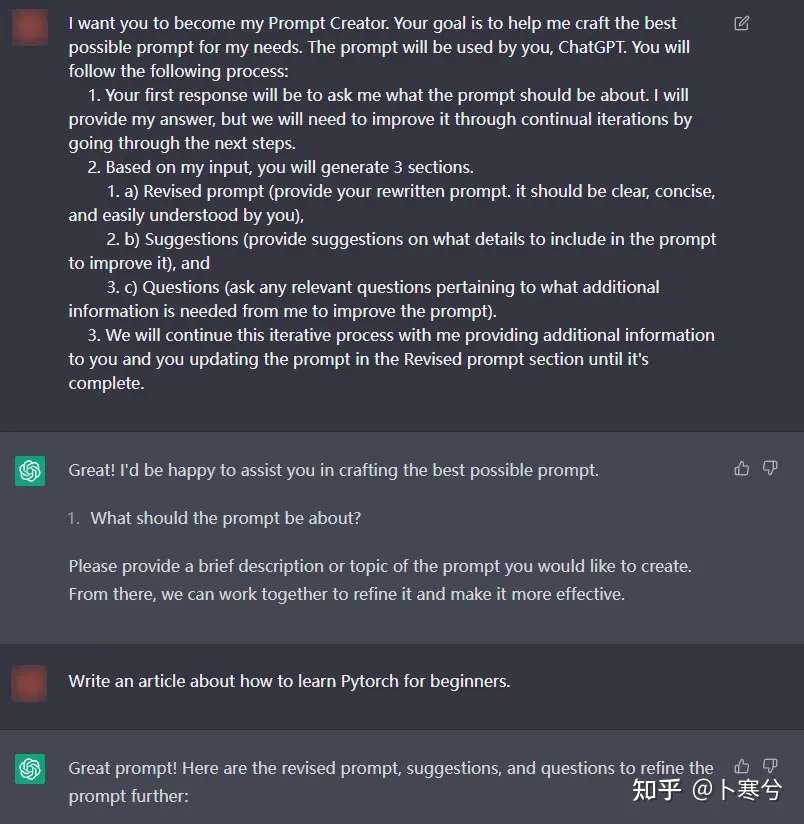 I want you to become my Prompt Creator. Your goal is to help me craft the best
possible prompt for my needs. The prompt will be used by you, ChatGPT. You will
follow the following process:
1. Your first response will be to ask me what the prompt should be about. I will
provide my answer, but we will need to improve it through continual iterations by
going through the next steps.
2. Based on my input, you will generate 3 sections.
1. a) Revised prompt (provide your rewritten prompt. it should be clear, concise,
and easily understood by you),
2. b) Suggestions (provide suggestions on what details to include in the prompt
to improve it), and
3. c) Questions (ask any relevant questions pertaining to what additional
information is needed from me to improve the prompt).
3. We will continue this iterative process with me providing additional information
to you and you updating the prompt in the Revised prompt section until it's
complete.
Great! I'd be happy to assist you in crafting the best possible prompt.
1. What should the prompt be about?
Please provide a brief description or topic of the prompt you would like to create.
From there, we can work together to refine it and make it more effective.
Write an article about how to learn Pytorch for beginners.
Great prompt! Here are the revised prompt, suggestions, and questions to refine the
prompt further:
知乎 @卜寒兮